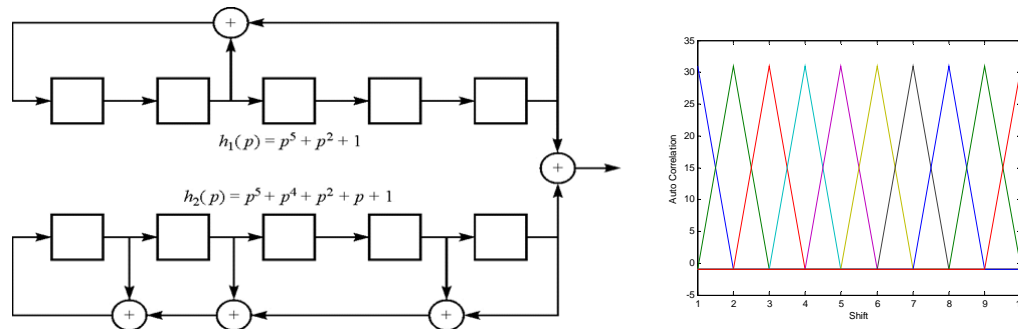 +
h₁(p) = p⁵ + p² + 1
+
h₂(p) = p⁵ + p⁴ + p² + p + 1
+ + +
Auto Correlation
35
30
25
20
15
10
5
0
-5
1 2 3 4 5 6 7 8 9 1
Shift